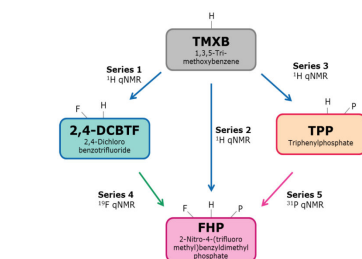 H
TMXB
1,3,5-Tri-
methoxybenzene
Series 1
¹H qNMR
Series 3
¹H qNMR
F H
2,4-DCBTF
2,4-Dichloro
benzotrifluoride
Series 2
¹H qNMR
H P
TPP
Triphenylphosphate
Series 4
¹⁹F qNMR
Series 5
³¹P qNMR
F H P
FHP
2-Nitro-4-(trifluoro
methyl)benzyldimethyl
phosphate